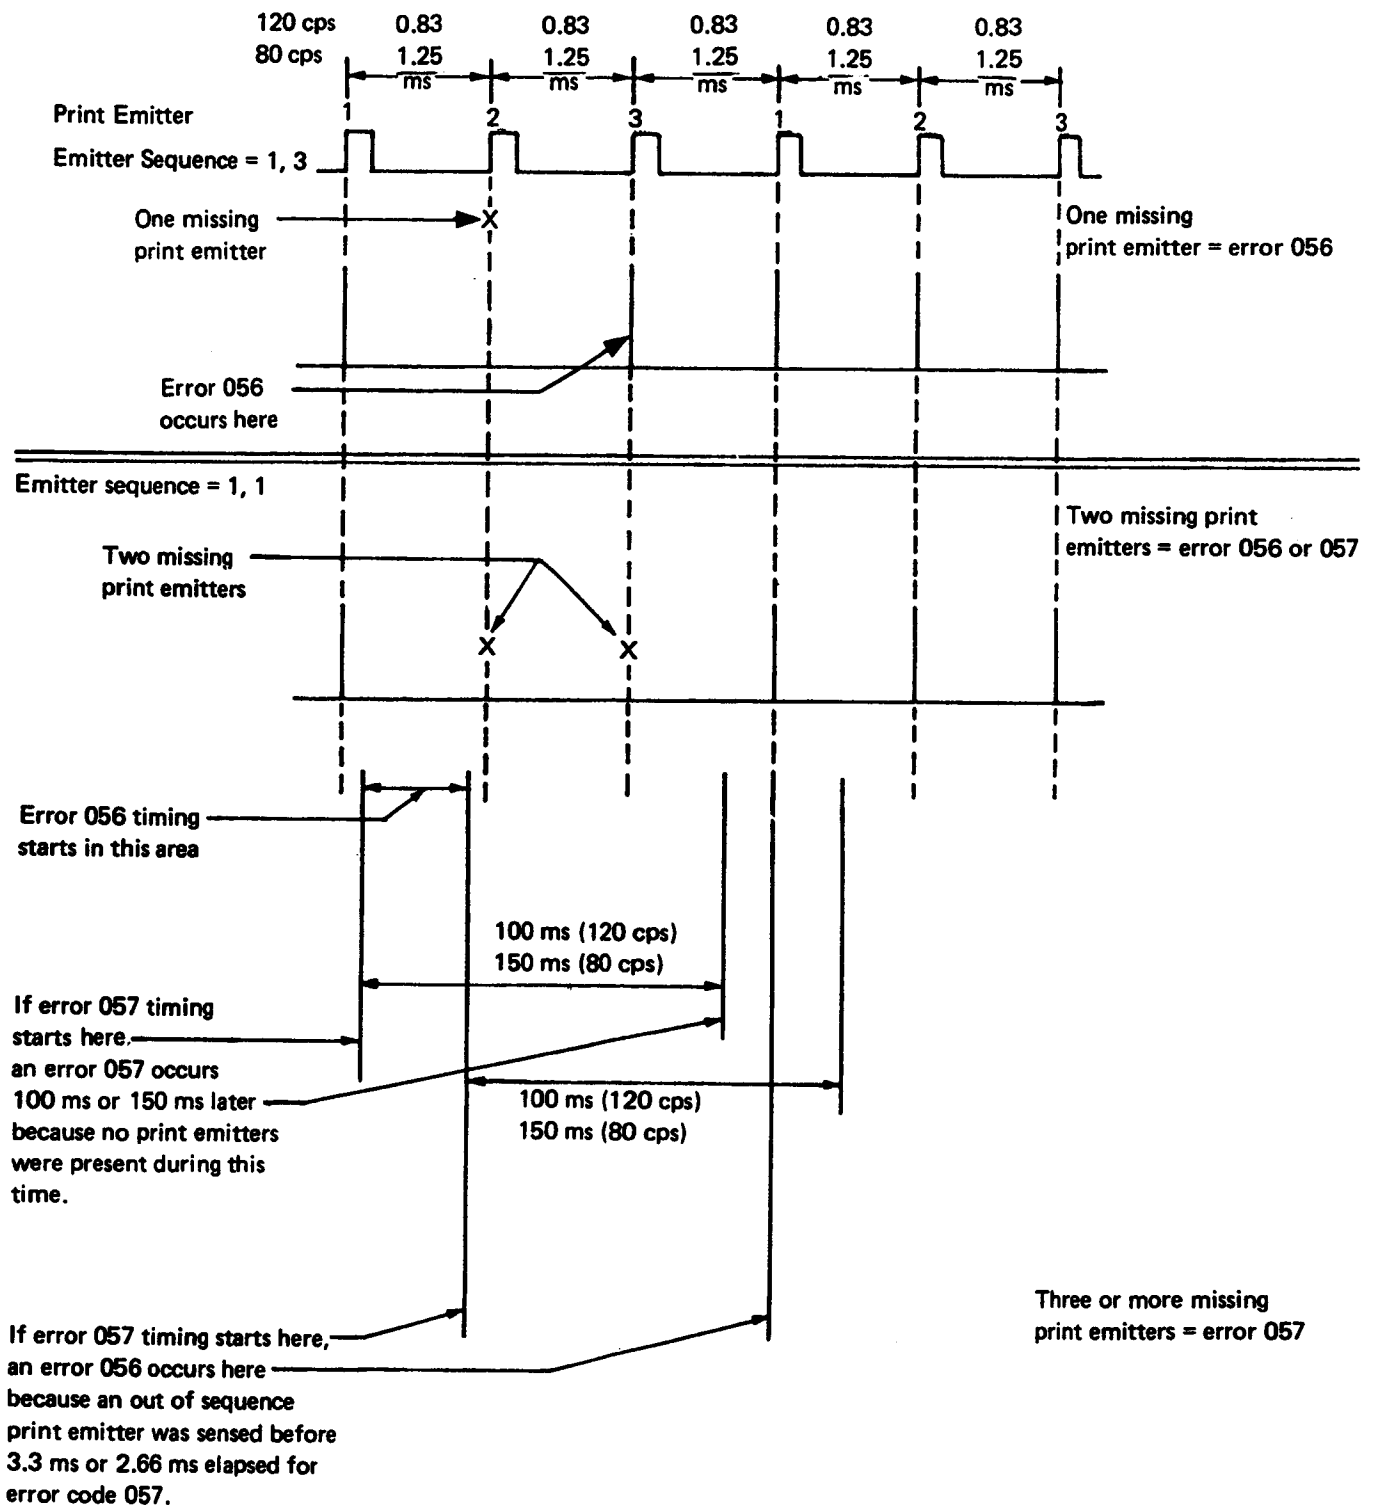 120 cps 0.83 0.83 0.83 0.83 0.83
80 cps 1.25 1.25 1.25 1.25 1.25
ms ms ms ms ms
Print Emitter
1 2 3 1 2 3
Emitter Sequence = 1, 3
One missing
print emitter
X
One missing
print emitter = error 056
Error 056
occurs here
Emitter sequence = 1, 1
Two missing print
emitters = error 056 or 057
Two missing
print emitters
X X
Error 056 timing
starts in this area
100 ms (120 cps)
150 ms (80 cps)
If error 057 timing
starts here,
an error 057 occurs
100 ms or 150 ms later
because no print emitters
were present during this
time.
100 ms (120 cps)
150 ms (80 cps)
Three or more missing
print emitters = error 057
If error 057 timing starts here,
an error 056 occurs here
because an out of sequence
print emitter was sensed before
3.3 ms or 2.66 ms elapsed for
error code 057.